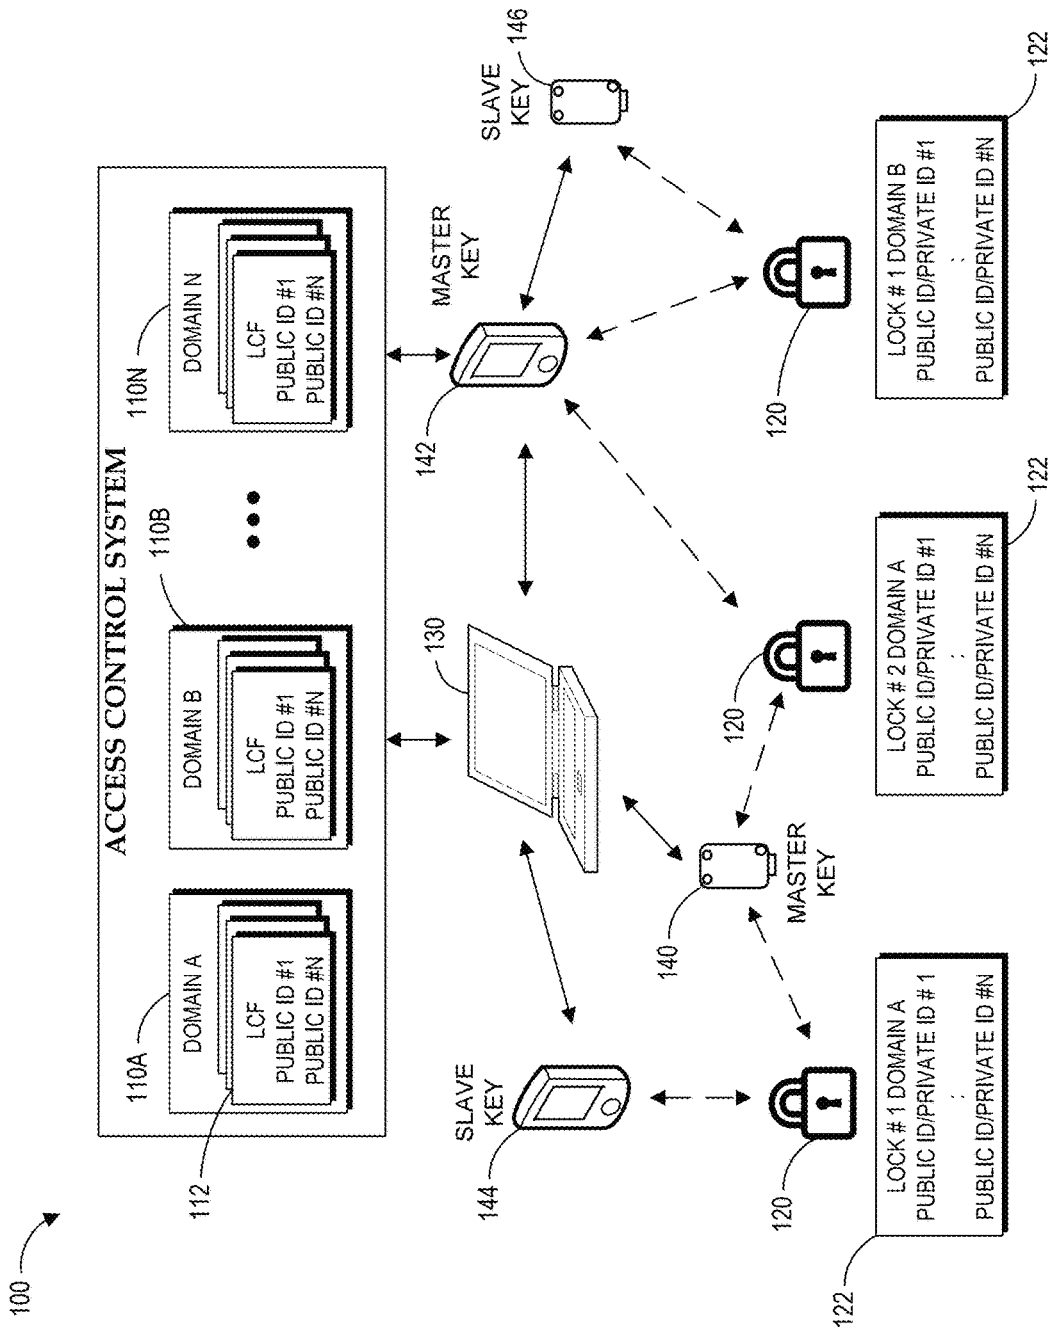 100
ACCESS CONTROL SYSTEM
110A
DOMAIN A
LCF
PUBLIC ID #1
PUBLIC ID #N
112
110B
DOMAIN B
LCF
PUBLIC ID #1
PUBLIC ID #N
110N
DOMAIN N
LCF
PUBLIC ID #1
PUBLIC ID #N
SLAVE
KEY
144
130
142
MASTER
KEY
SLAVE
KEY
146
140
MASTER
KEY
120
120
120
122
LOCK # 1 DOMAIN A
PUBLIC ID/PRIVATE ID # 1
:
PUBLIC ID/PRIVATE ID #N
LOCK # 2 DOMAIN A
PUBLIC ID/PRIVATE ID #1
:
PUBLIC ID/PRIVATE ID #N
122
LOCK # 1 DOMAIN B
PUBLIC ID/PRIVATE ID #1
:
PUBLIC ID/PRIVATE ID #N
122